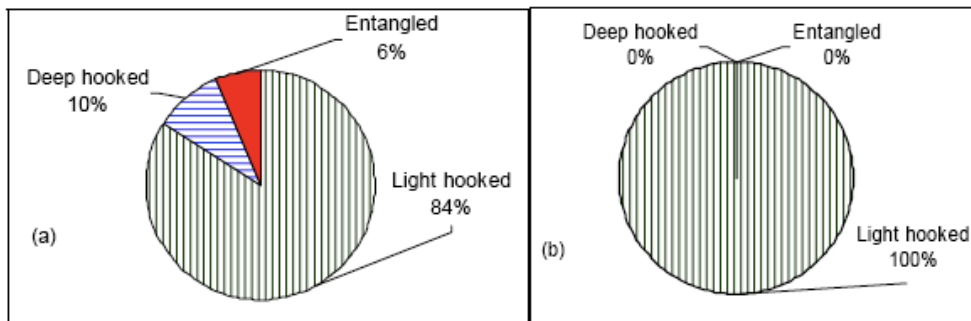 Entangled
6%
Deep hooked
10%
Light hooked
84%
(a)
Deep hooked
0%
Entangled
0%
Light hooked
100%
(b)